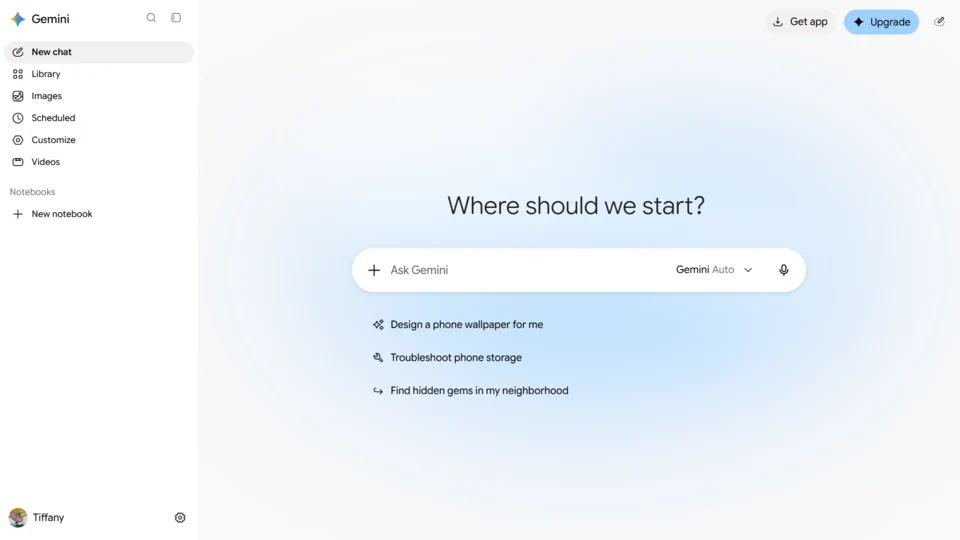 Gemini
New chat
Library
Images
Scheduled
Customize
Videos
Notebooks
New notebook
Tiffany
Get app
Upgrade
Where should we start?
Ask Gemini
Gemini Auto
Design a phone wallpaper for me
Troubleshoot phone storage
Find hidden gems in my neighborhood